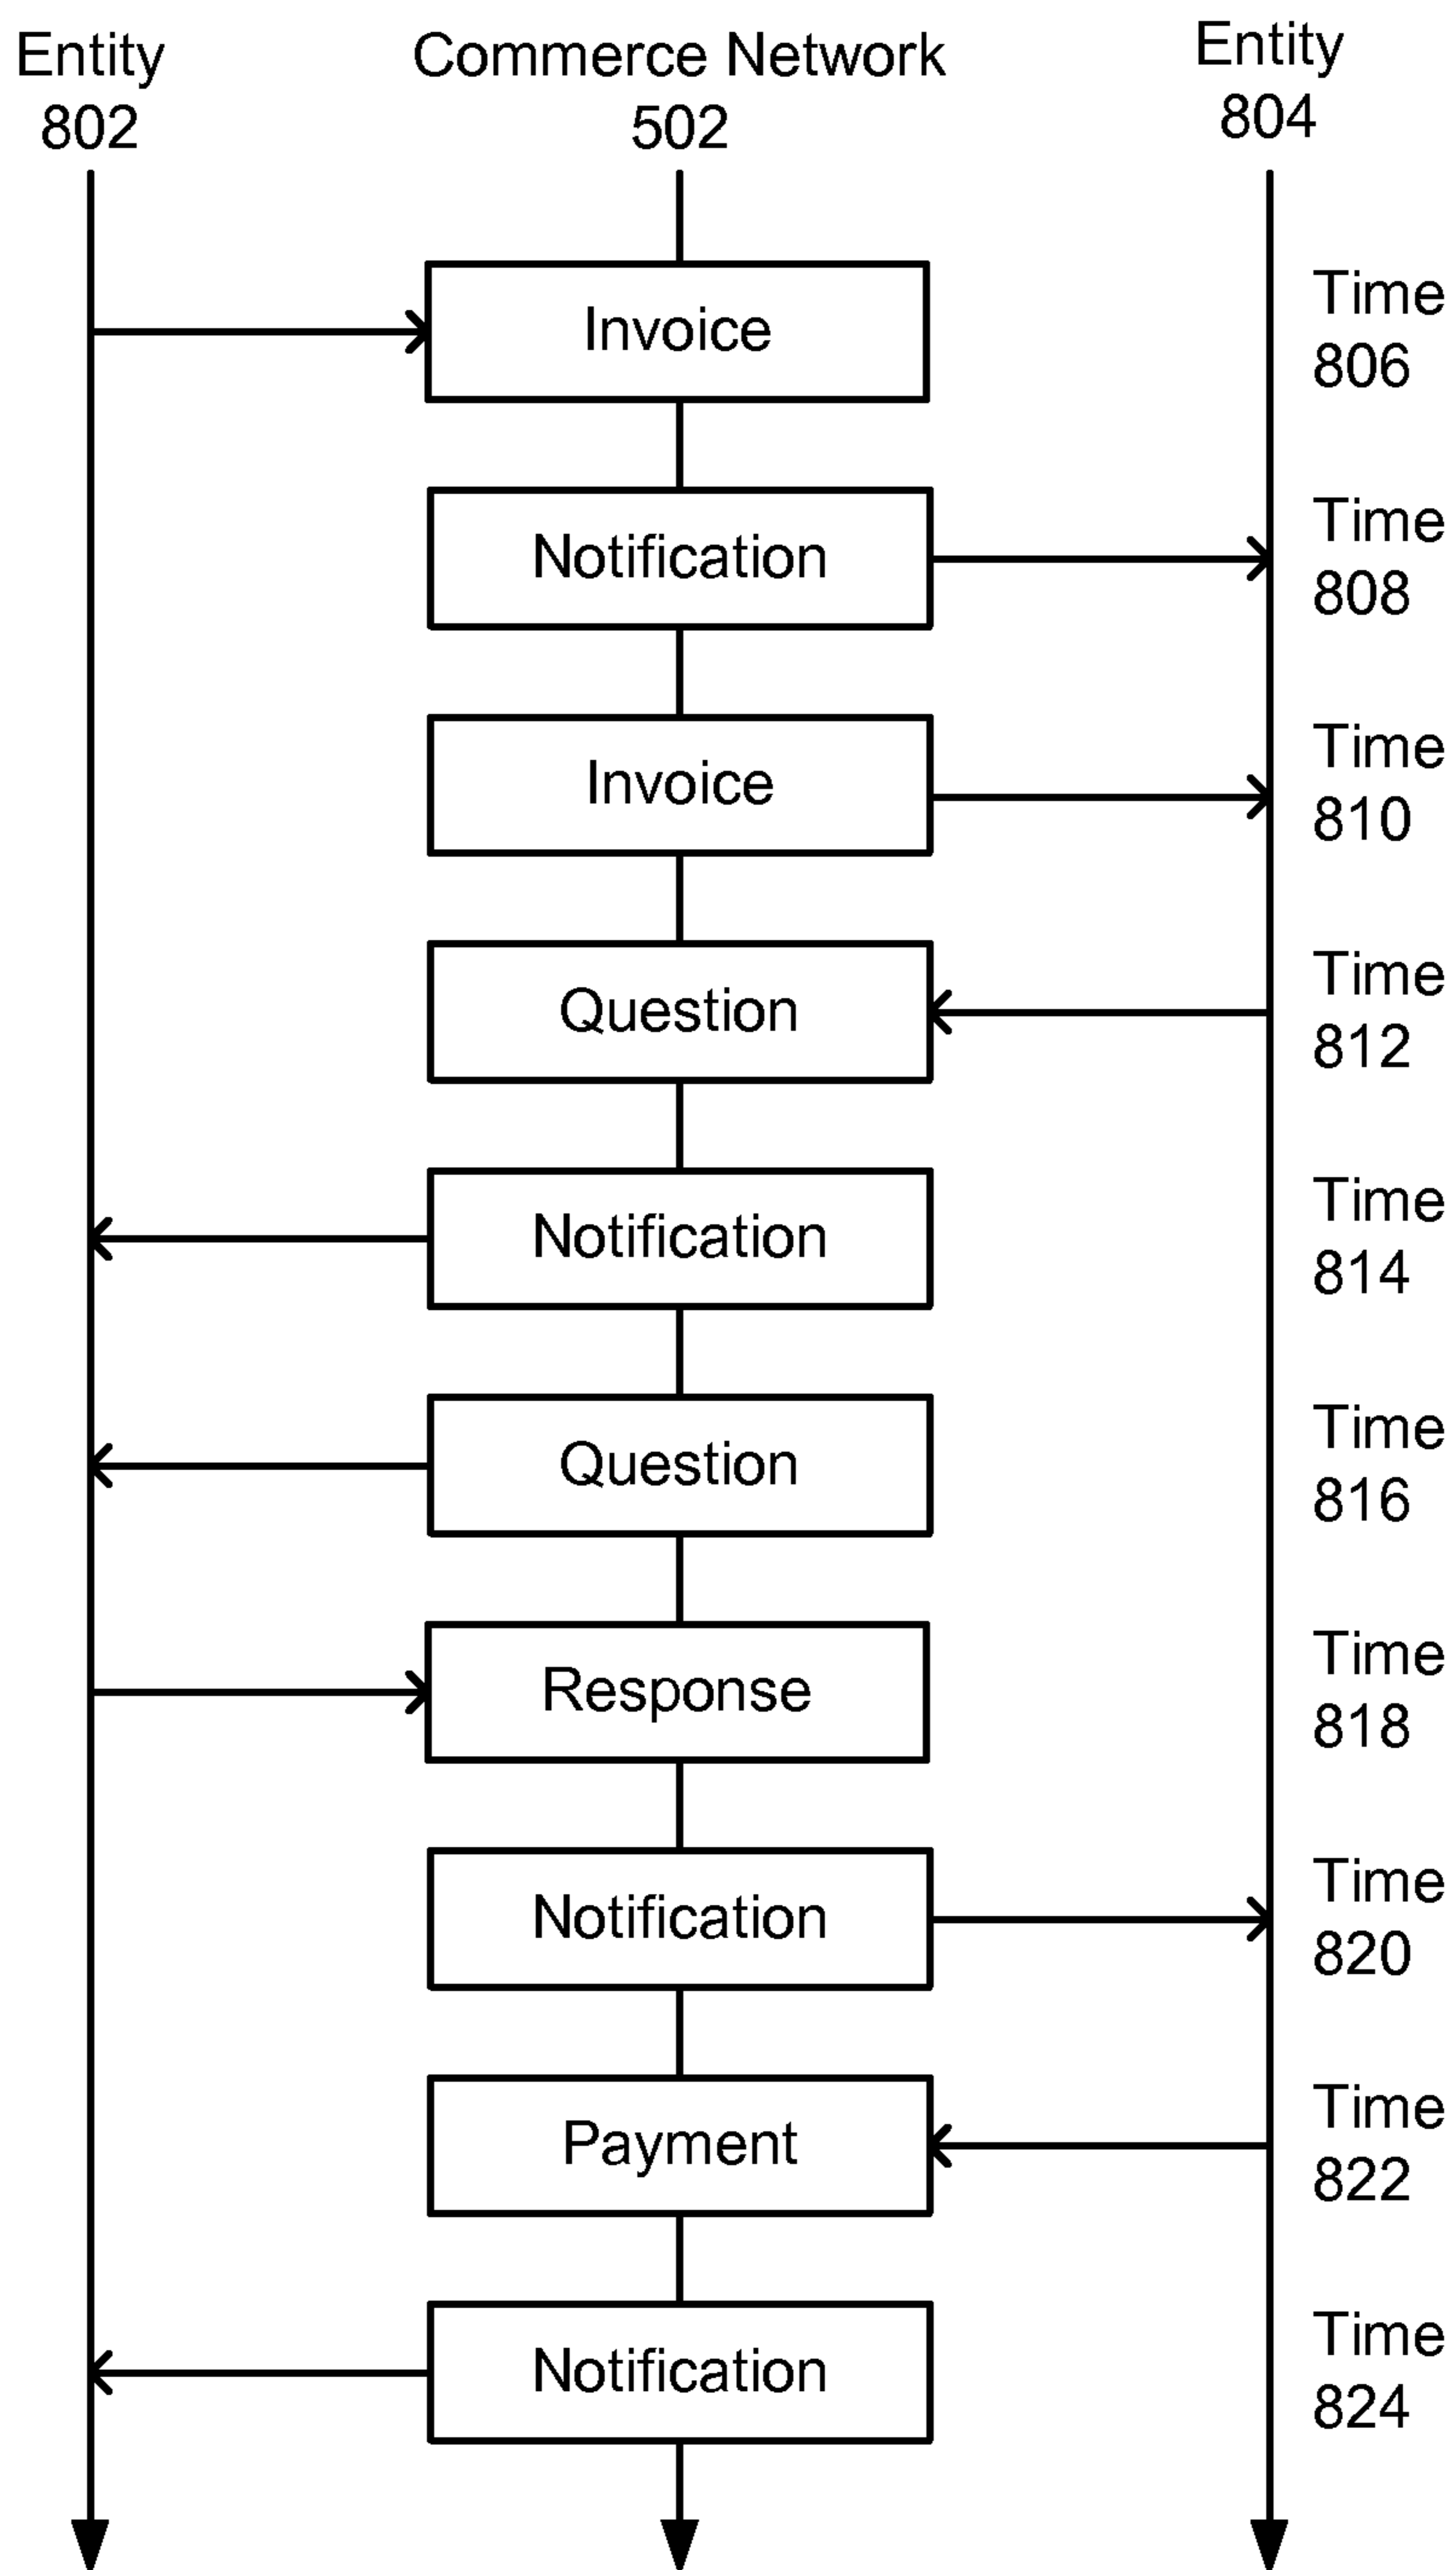 Entity
802
Commerce Network
502
Entity
804
Invoice
Time
806
Notification
Time
808
Invoice
Time
810
Question
Time
812
Notification
Time
814
Question
Time
816
Response
Time
818
Notification
Time
820
Payment
Time
822
Notification
Time
824